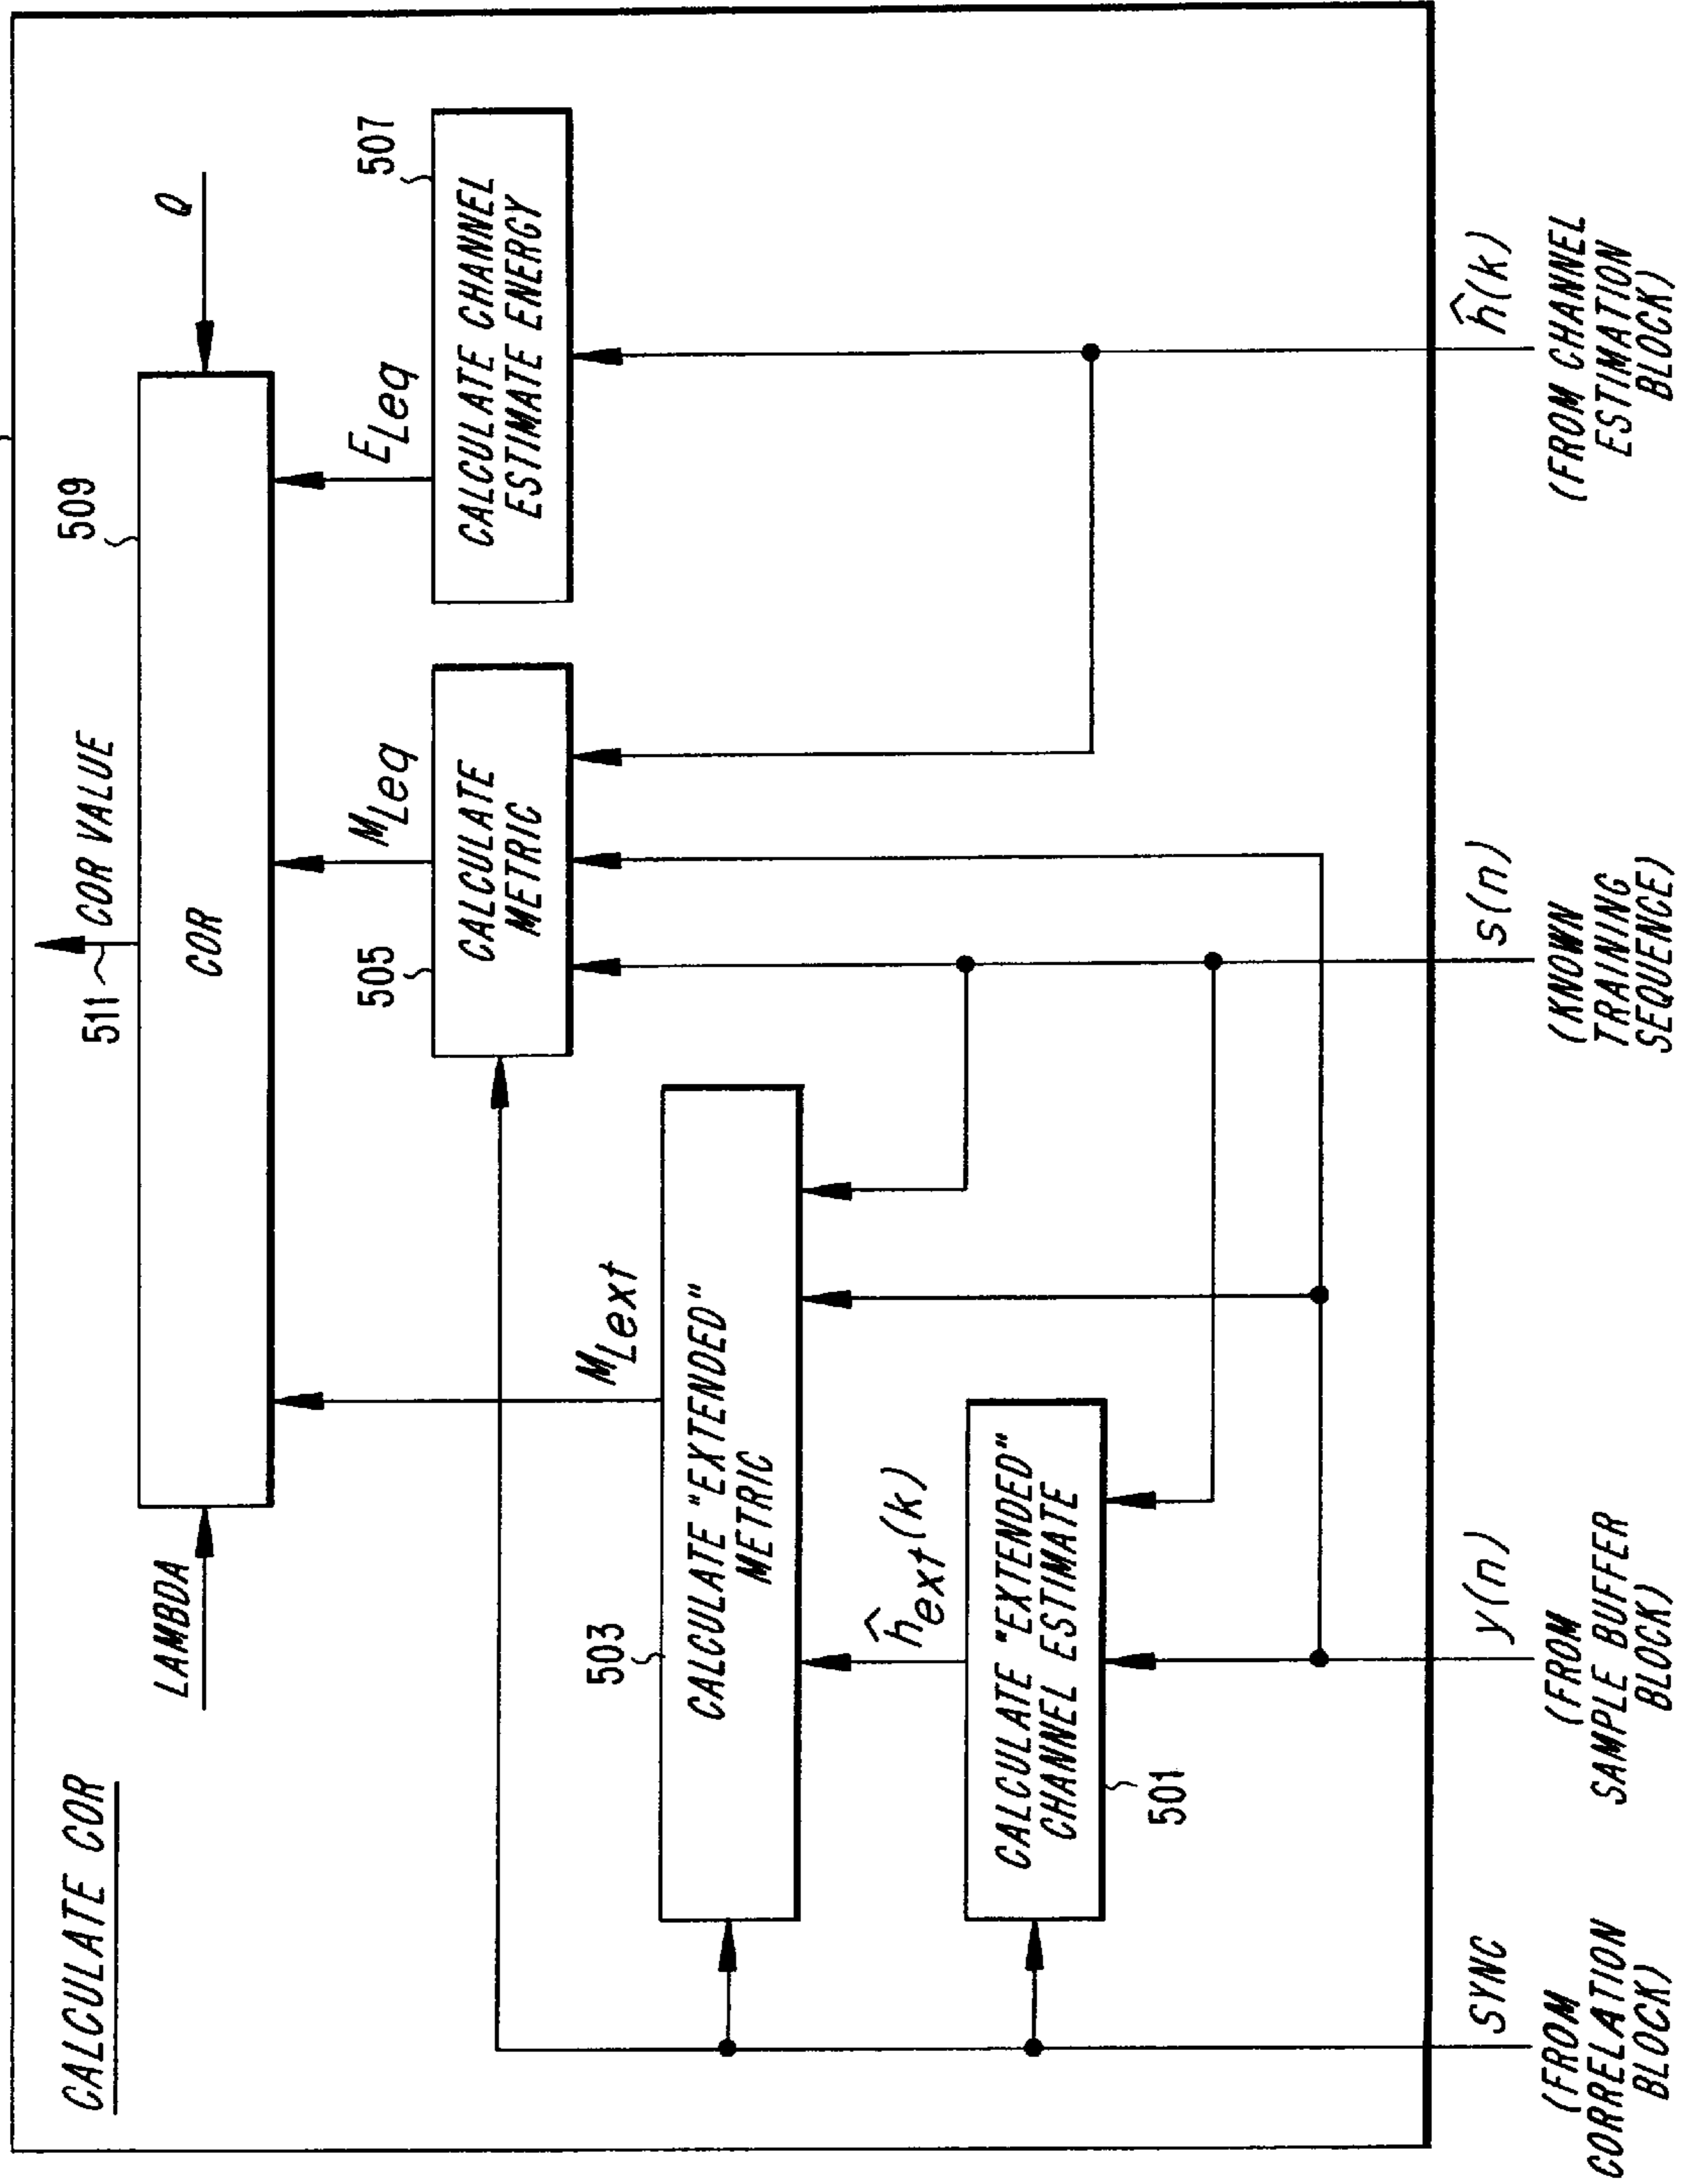 CALCULATE COR
511
COR VALUE
509
LAMBDA
COR
Q
M_Lext
M_Leq
E_Leq
503
CALCULATE "EXTENDED"
METRIC
505
CALCULATE
METRIC
507
CALCULATE CHANNEL
ESTIMATE ENERGY
ĥ_ext(k)
CALCULATE "EXTENDED"
CHANNEL ESTIMATE
501
SYNC
(FROM
CORRELATION
BLOCK)
y(n)
(FROM
SAMPLE BUFFER
BLOCK)
s(n)
(KNOWN
TRAINING
SEQUENCE)
ĥ(k)
(FROM CHANNEL
ESTIMATION
BLOCK)